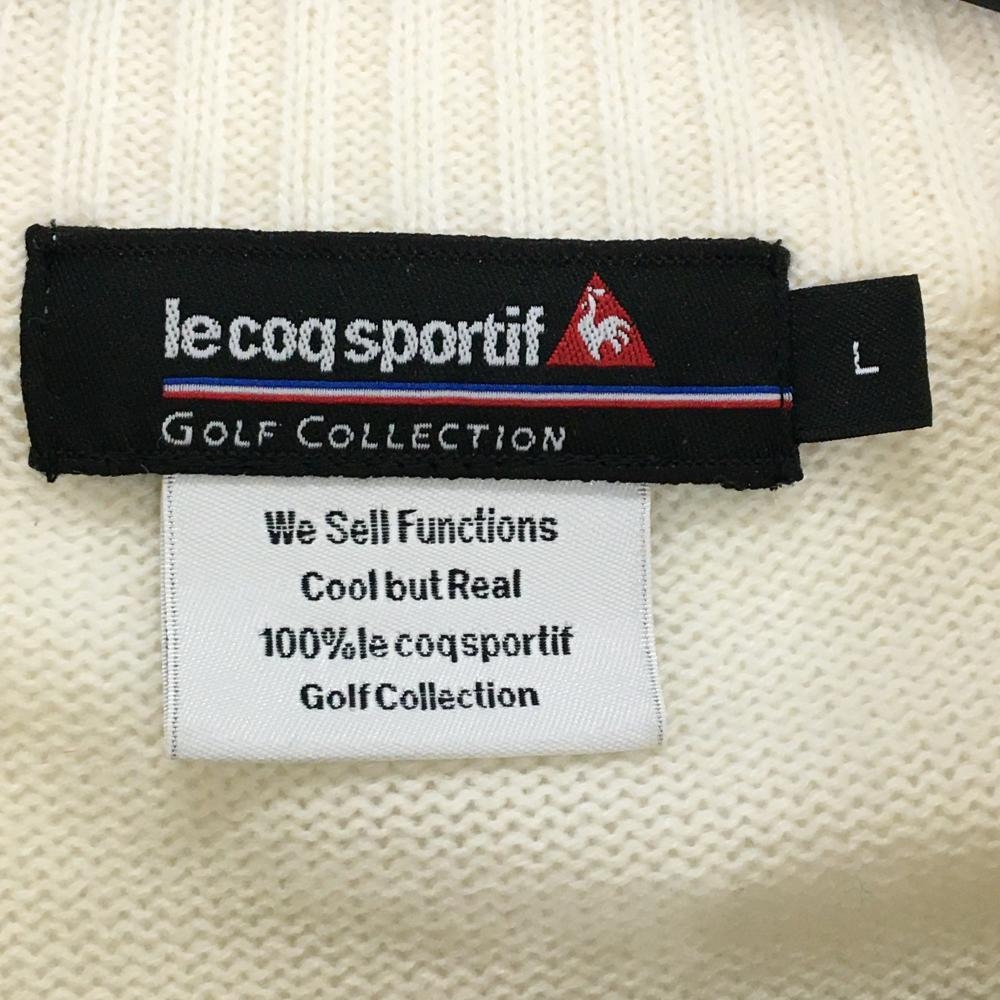 le coq sportif
GOLF COLLECTION
L
We Sell Functions
Cool but Real
100% le coq sportif
Golf Collection